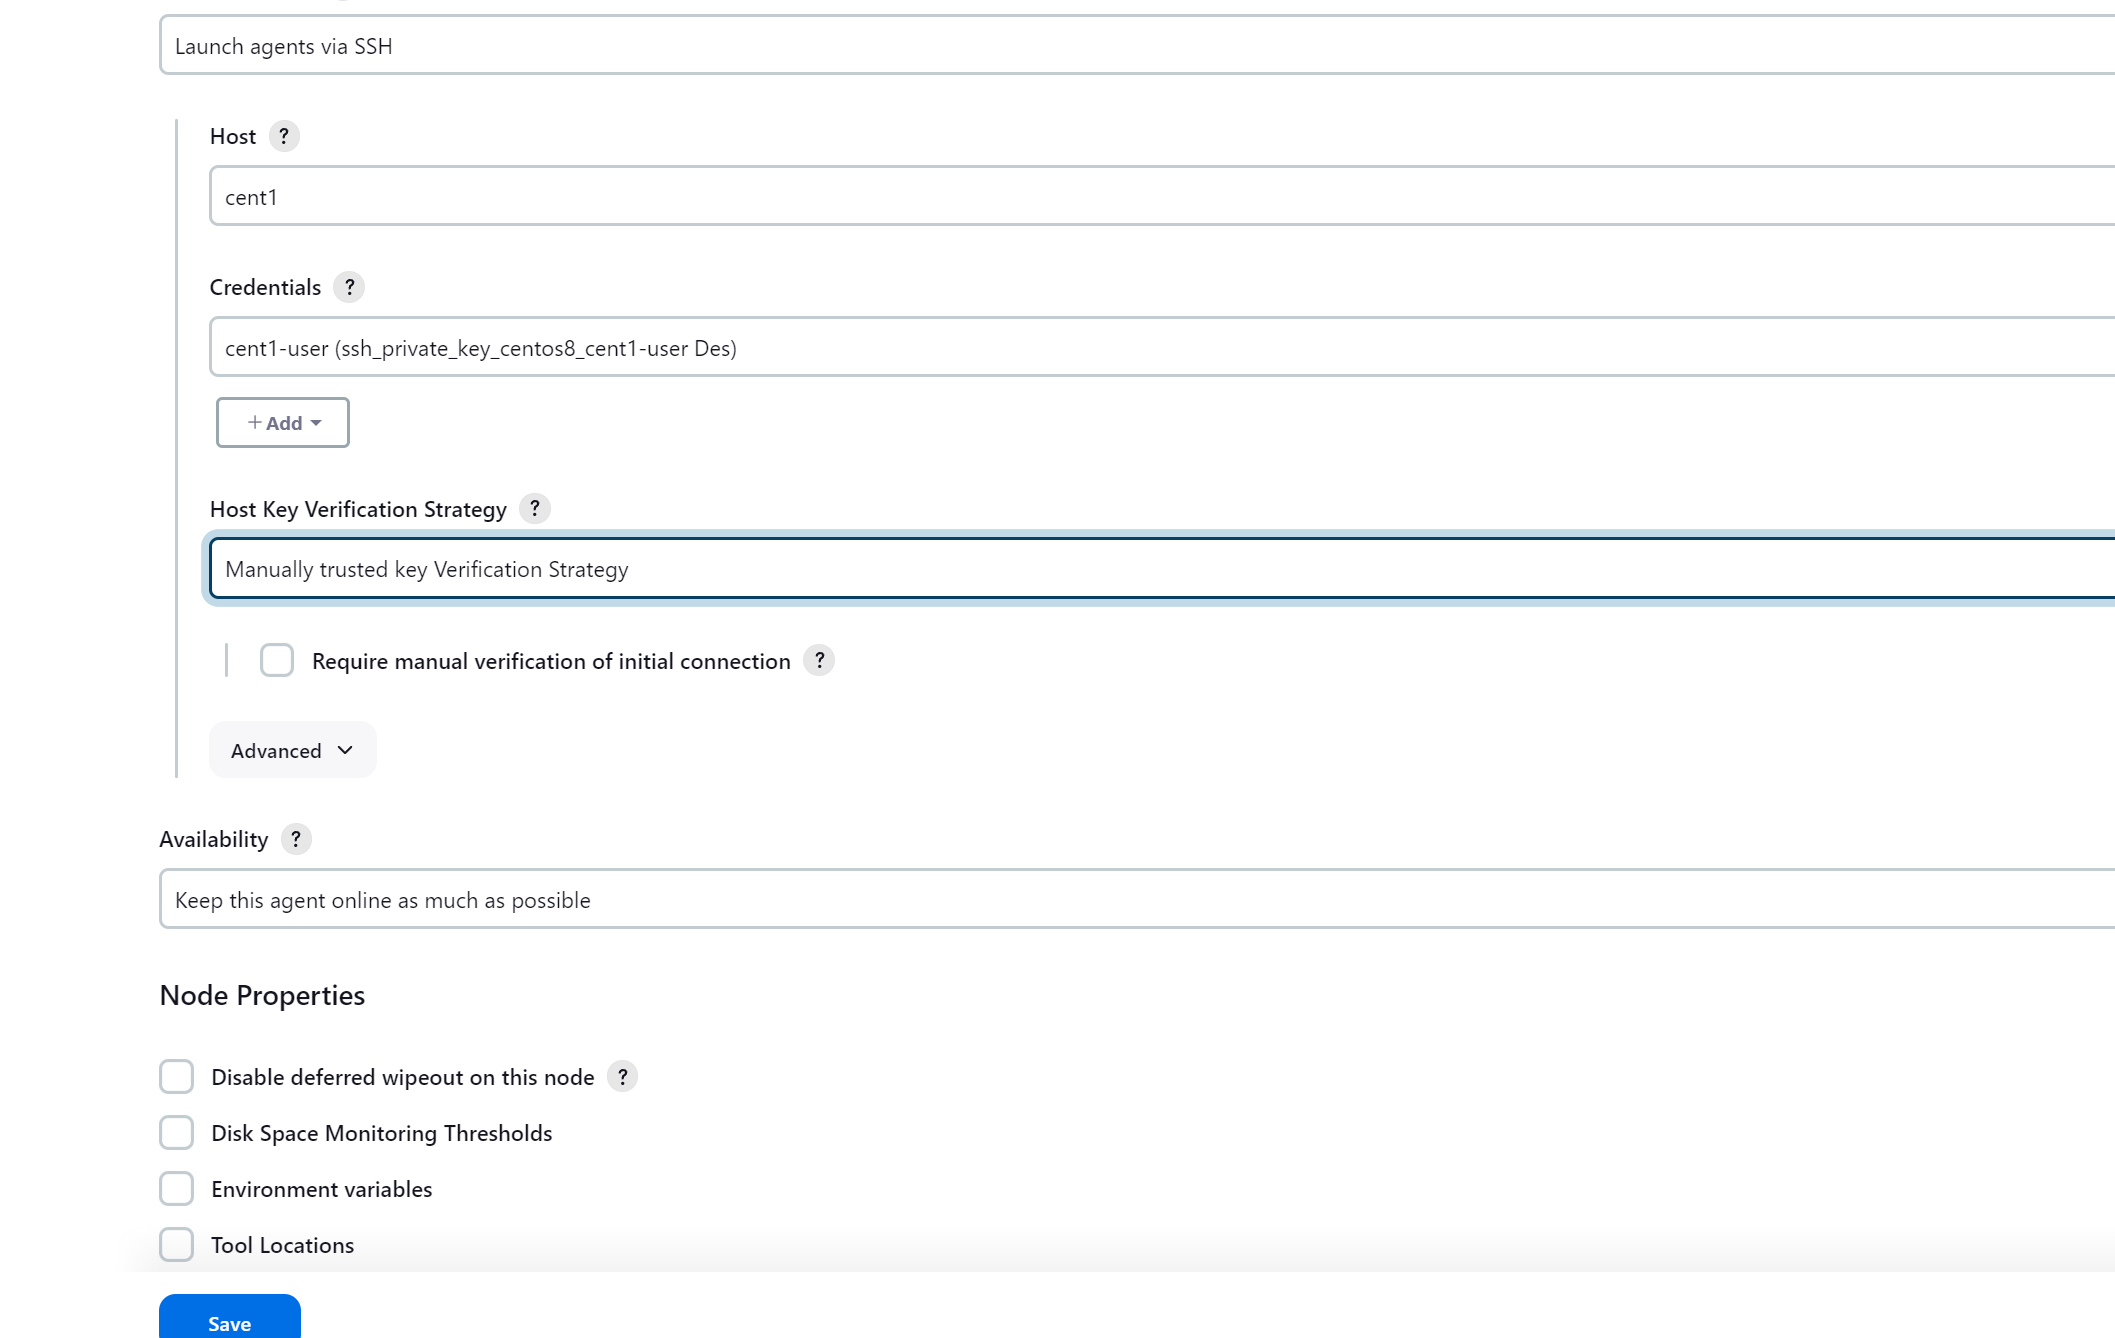 Launch agents via SSH
Host ?
cent1
Credentials ?
cent1-user (ssh_private_key_centos8_cent1-user Des)
+ Add
Host Key Verification Strategy ?
Manually trusted key Verification Strategy
Require manual verification of initial connection ?
Advanced
Availability ?
Keep this agent online as much as possible
Node Properties
Disable deferred wipeout on this node ?
Disk Space Monitoring Thresholds
Environment variables
Tool Locations
Save